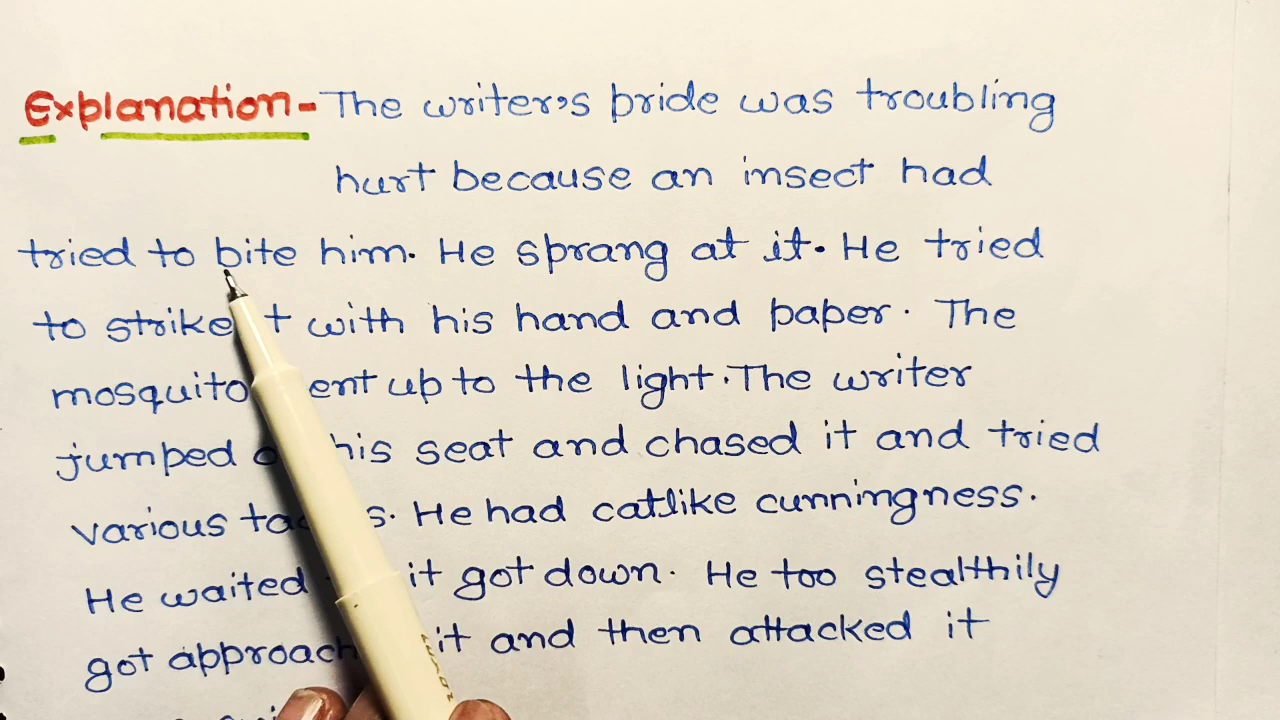 Explanation- The writer's bride was troubling
hurt because an insect had
tried to bite him. He sprang at it. He tried
to strike t with his hand and paper. The
mosquito ent up to the light. The writer
jumped his seat and chased it and tried
various s. He had catlike cunningness.
He waited it got down. He too stealthily
got approach it and then attacked it